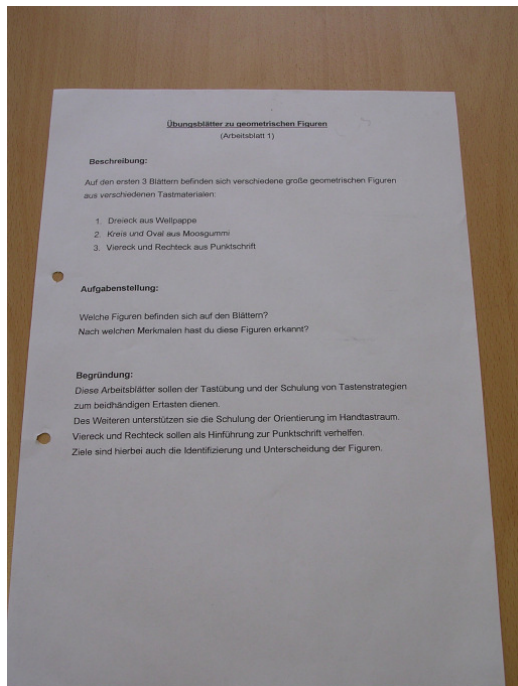 Übungsblätter zu geometrischen Figuren
(Arbeitsblatt 1)
Beschreibung:
Auf den ersten 3 Blättern befinden sich verschiedene große geometrischen Figuren
aus verschiedenen Tastmaterialen:
1. Dreieck aus Wellpappe
2. Kreis und Oval aus Moosgummi
3. Viereck und Rechteck aus Punktschrift
Aufgabenstellung:
Welche Figuren befinden sich auf den Blättern?
Nach welchen Merkmalen hast du diese Figuren erkannt?
Begründung:
Diese Arbeitsblätter sollen der Tastübung und der Schulung von Tastenstrategien
zum beidhändigen Ertasten dienen.
Des Weiteren unterstützen sie die Schulung der Orientierung im Handtastraum.
Viereck und Rechteck sollen als Hinführung zur Punktschrift verhelfen.
Ziele sind hierbei auch die Identifizierung und Unterscheidung der Figuren.